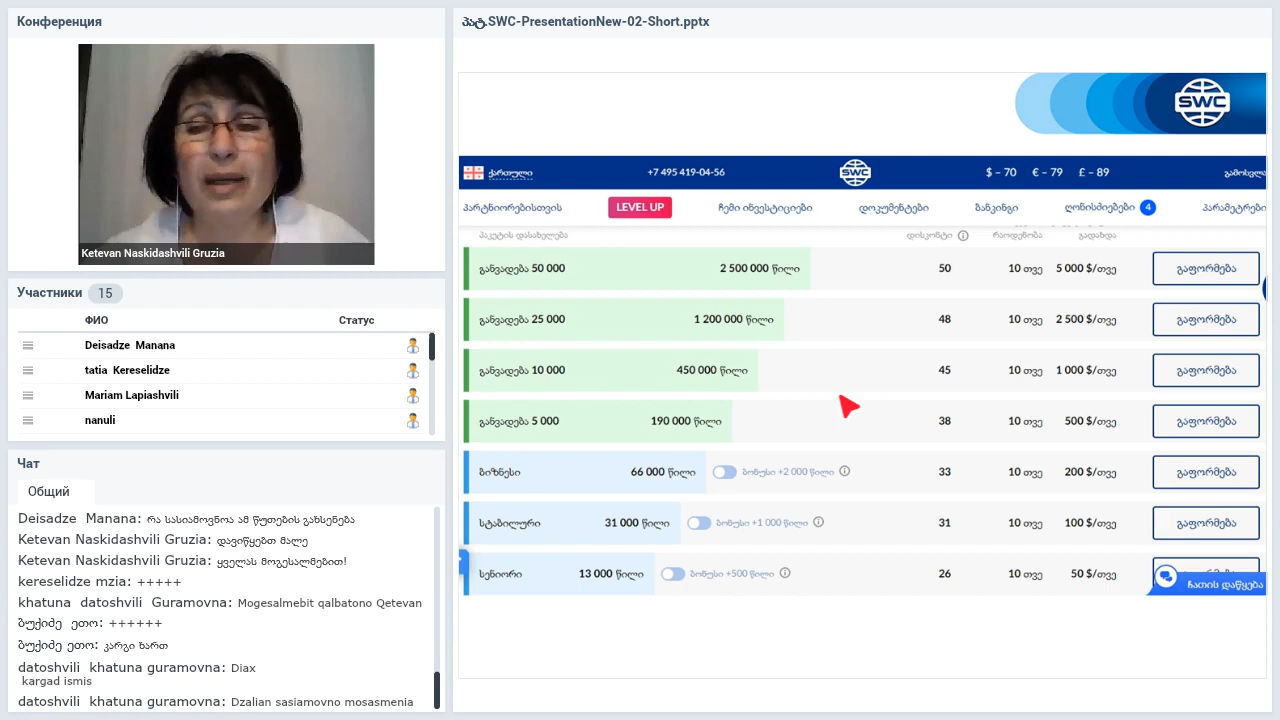 Конференция
Ketevan Naskidashvili Gruzia
Участники 15
ФИО Статус
Deisadze Manana
tatia Kereselidze
Mariam Lapiashvili
nanuli
Чат
Общий
Deisadze Manana: რა სასიამოვნოა ამ წუთების გახსენება
Ketevan Naskidashvili Gruzia: დავიწყებთ მალე
Ketevan Naskidashvili Gruzia: ყველას მოგესალმებით!
kereselidze mzia: +++++
khatuna datoshvili Guramovna: Mogesalmebit qalbatono Qetevan
ბუქიძე ეთო: ++++++
ბუქიძე ეთო: კარგი ხართ
datoshvili khatuna guramovna: Diax
kargad ismis
datoshvili khatuna guramovna: Dzalian sasiamovno mosasmenia
პატ.SWC-PresentationNew-02-Short.pptx
SWC
ქართული +7 495 419-04-56 SWC $ – 70 € – 79 £ – 89 გამოსვლა
პარტნიორებისთვის LEVEL UP ჩემი ინვესტიციები დოკუმენტები ბანკინგი ღონისძიებები 4 პარამეტრები
პაკეტის დასახელება დისკონტი რაოდენობა გადახდა
განვადება 50 000 2 500 000 წილი 50 10 თვე 5 000 $/თვე გაფორმება
განვადება 25 000 1 200 000 წილი 48 10 თვე 2 500 $/თვე გაფორმება
განვადება 10 000 450 000 წილი 45 10 თვე 1 000 $/თვე გაფორმება
განვადება 5 000 190 000 წილი 38 10 თვე 500 $/თვე გაფორმება
ბიზნესი 66 000 წილი ბონუსი +2 000 წილი 33 10 თვე 200 $/თვე გაფორმება
სტაბილური 31 000 წილი ბონუსი +1 000 წილი 31 10 თვე 100 $/თვე გაფორმება
სენიორი 13 000 წილი ბონუსი +500 წილი 26 10 თვე 50 $/თვე
ჩათის დაწყება